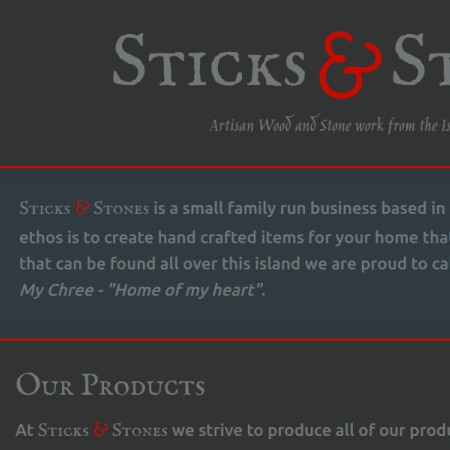 Sticks & St
Artisan Wood and Stone work from the Is
Sticks & Stones is a small family run business based in
ethos is to create hand crafted items for your home tha
that can be found all over this island we are proud to ca
My Chree - "Home of my heart".
Our Products
At Sticks & Stones we strive to produce all of our produ